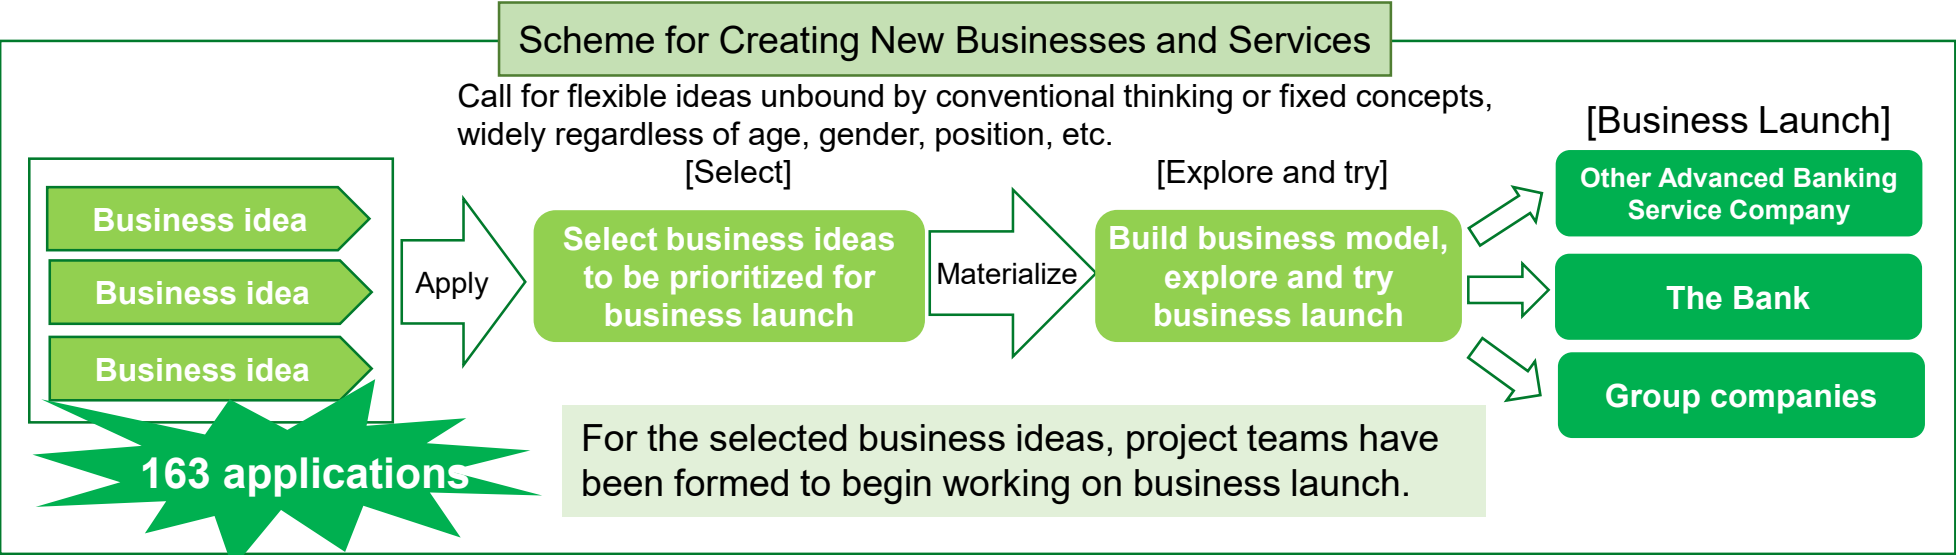 Scheme for Creating New Businesses and Services
Call for flexible ideas unbound by conventional thinking or fixed concepts,
widely regardless of age, gender, position, etc.
Business idea
Business idea
Business idea
163 applications
Apply
[Select]
Select business ideas
to be prioritized for
business launch
Materialize
[Explore and try]
Build business model,
explore and try
business launch
[Business Launch]
Other Advanced Banking
Service Company
The Bank
Group companies
For the selected business ideas, project teams have
been formed to begin working on business launch.